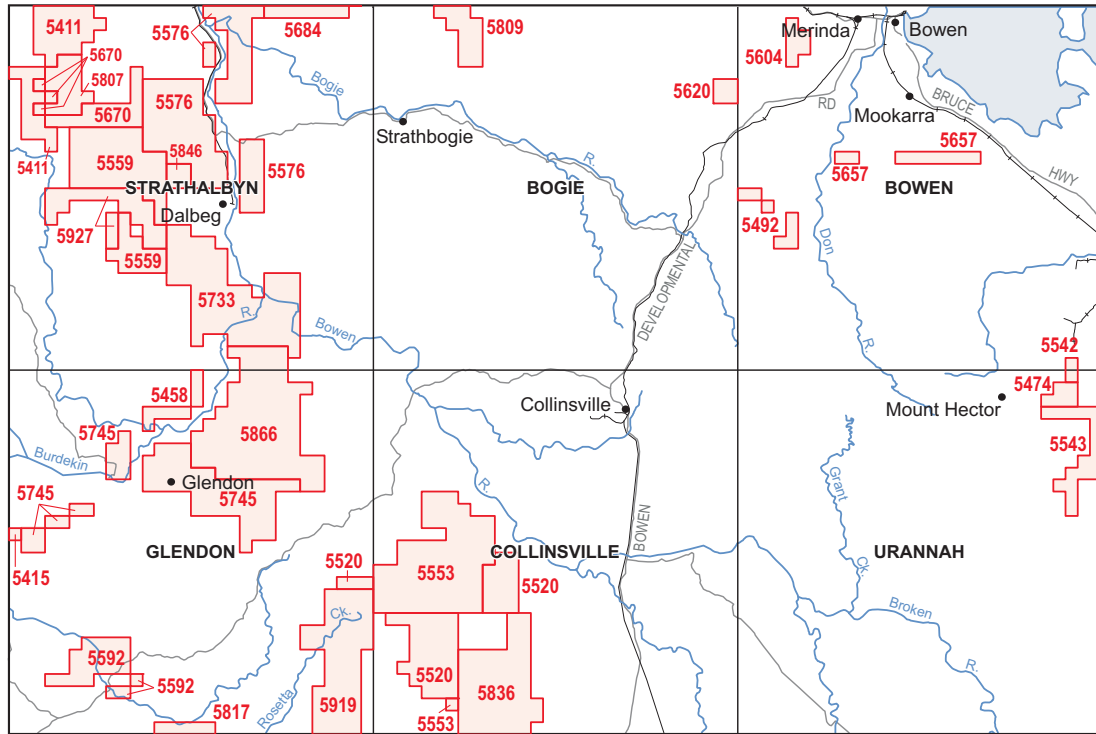 5411
5576
5684
5809
Merinda
Bowen
5604
5670
5807
Bogie
5576
5620
RD
BRUCE
5670
Strathbogie
Mookarra
5411
5559
5846
5576
R.
5657
5657
HWY
STRATHALBYN
BOGIE
BOWEN
Dalbeg
5927
5492
5559
Don
5733
DEVELOPMENTAL
R.
Bowen
R.
5542
5458
5474
Collinsville
Mount Hector
5745
5866
5543
Burdekin
Glendon
Grant
5745
5745
R.
BOWEN
GLENDON
COLLINSVILLE
URANNAH
5415
5520
5553
5520
Ck.
Ck.
Broken
5592
5520
R.
5592
5836
Rosetta
5817
5919
5553